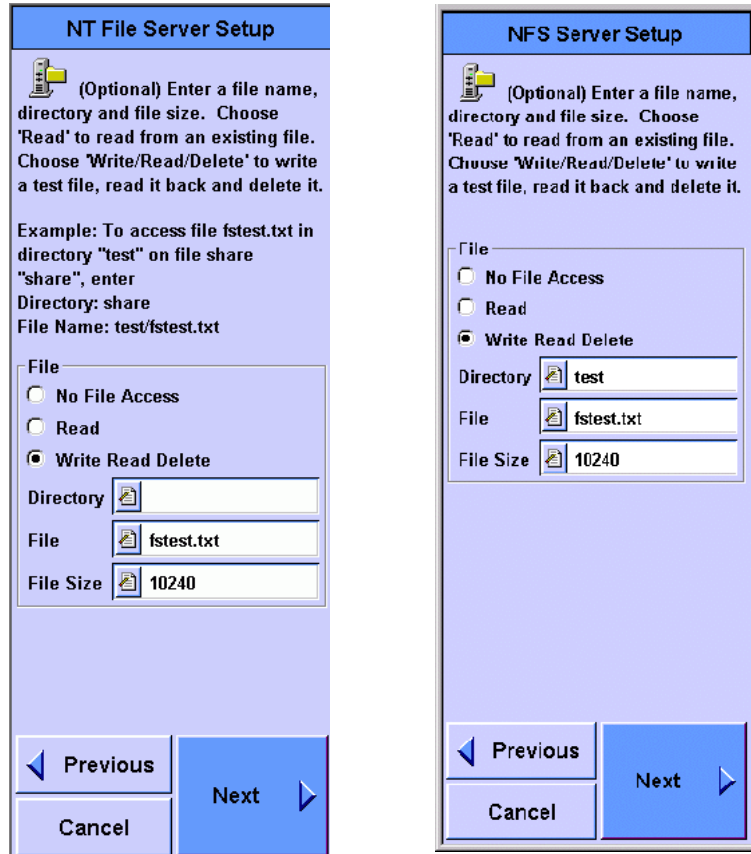 NT File Server Setup
(Optional) Enter a file name,
directory and file size. Choose
'Read' to read from an existing file.
Choose 'Write/Read/Delete' to write
a test file, read it back and delete it.
Example: To access file fstest.txt in
directory "test" on file share
"share", enter
Directory: share
File Name: test/fstest.txt
File
No File Access
Read
Write Read Delete
Directory
File fstest.txt
File Size 10240
Previous
Next
Cancel
NFS Server Setup
(Optional) Enter a file name,
directory and file size. Choose
'Read' to read from an existing file.
Choose 'Write/Read/Delete' to write
a test file, read it back and delete it.
File
No File Access
Read
Write Read Delete
Directory test
File fstest.txt
File Size 10240
Previous
Next
Cancel